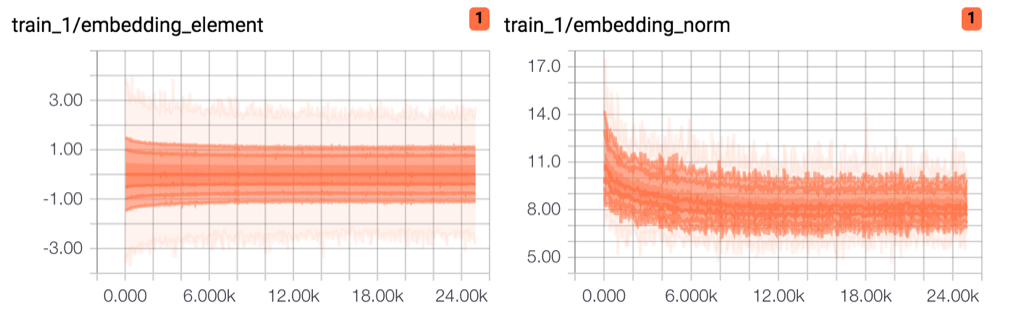 train_1/embedding_element
1
3.00
1.00
-1.00
-3.00
0.000 6.000k 12.00k 18.00k 24.00k
train_1/embedding_norm
1
17.0
14.0
11.0
8.00
5.00
0.000 6.000k 12.00k 18.00k 24.00k